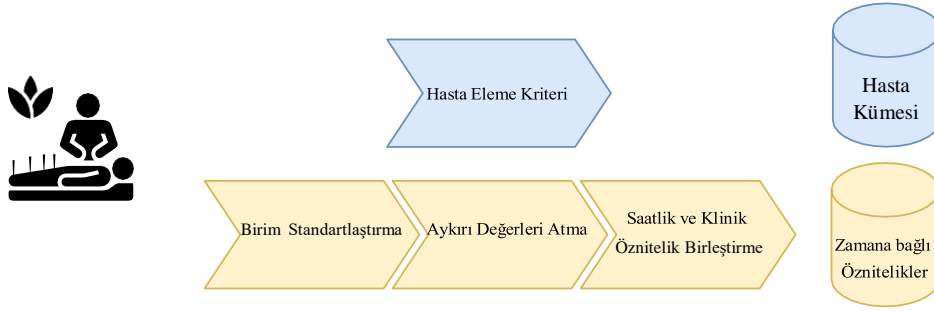 Hasta Eleme Kriteri
Hasta
Kümesi
Birim Standartlaştırma
Aykırı Değerleri Atma
Saatlik ve Klinik
Öznitelik Birleştirme
Zamana bağlı
Öznitelikler